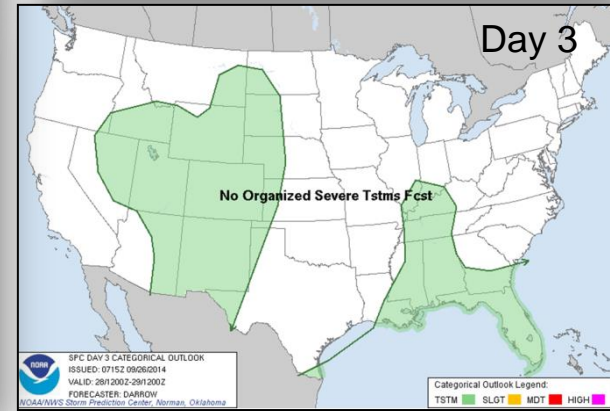 Day 3
No Organized Severe Tstms Fcst
NOAA
SPC DAY 3 CATEGORICAL OUTLOOK
ISSUED: 0715Z 09/26/2014
VALID: 28/1200Z-29/1200Z
FORECASTER: DARROW
NOAA/NWS Storm Prediction Center, Norman, Oklahoma
Categorical Outlook Legend:
TSTM SLGT MDT HIGH